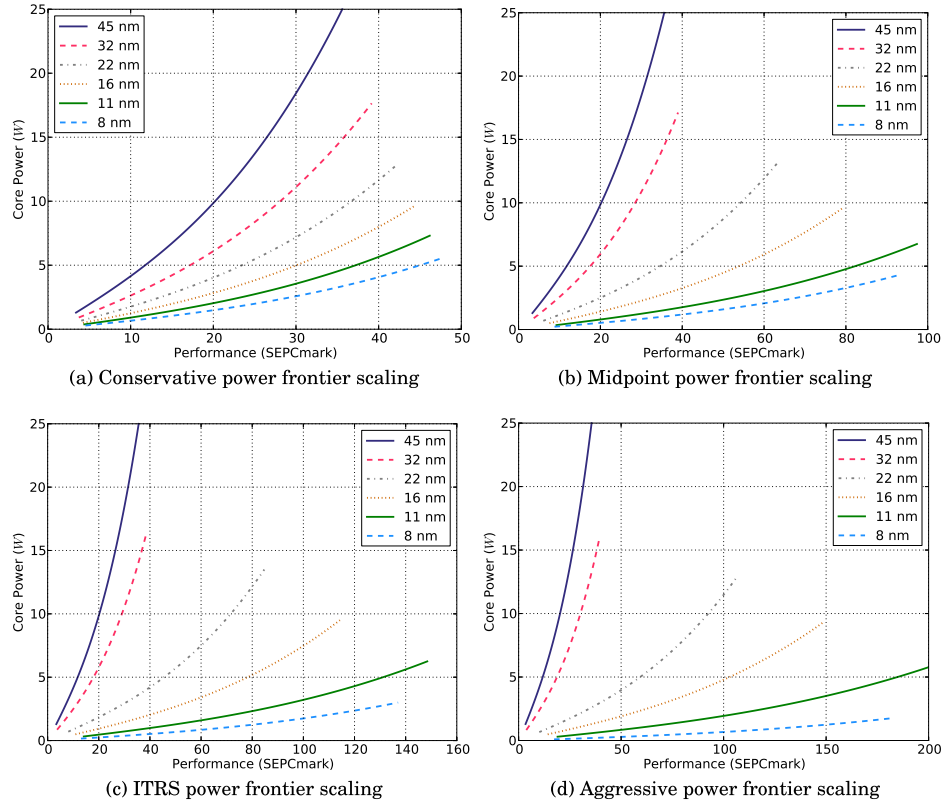 25
20
15
10
5
0
0
10
20
30
40
50
Core Power (W)
Performance (SEPCmark)
45 nm
32 nm
22 nm
16 nm
11 nm
8 nm
(a) Conservative power frontier scaling
25
20
15
10
5
0
0
20
40
60
80
100
Core Power (W)
Performance (SEPCmark)
45 nm
32 nm
22 nm
16 nm
11 nm
8 nm
(b) Midpoint power frontier scaling
25
20
15
10
5
0
0
20
40
60
80
100
120
140
160
Core Power (W)
Performance (SEPCmark)
45 nm
32 nm
22 nm
16 nm
11 nm
8 nm
(c) ITRS power frontier scaling
25
20
15
10
5
0
0
50
100
150
200
Core Power (W)
Performance (SEPCmark)
45 nm
32 nm
22 nm
16 nm
11 nm
8 nm
(d) Aggressive power frontier scaling